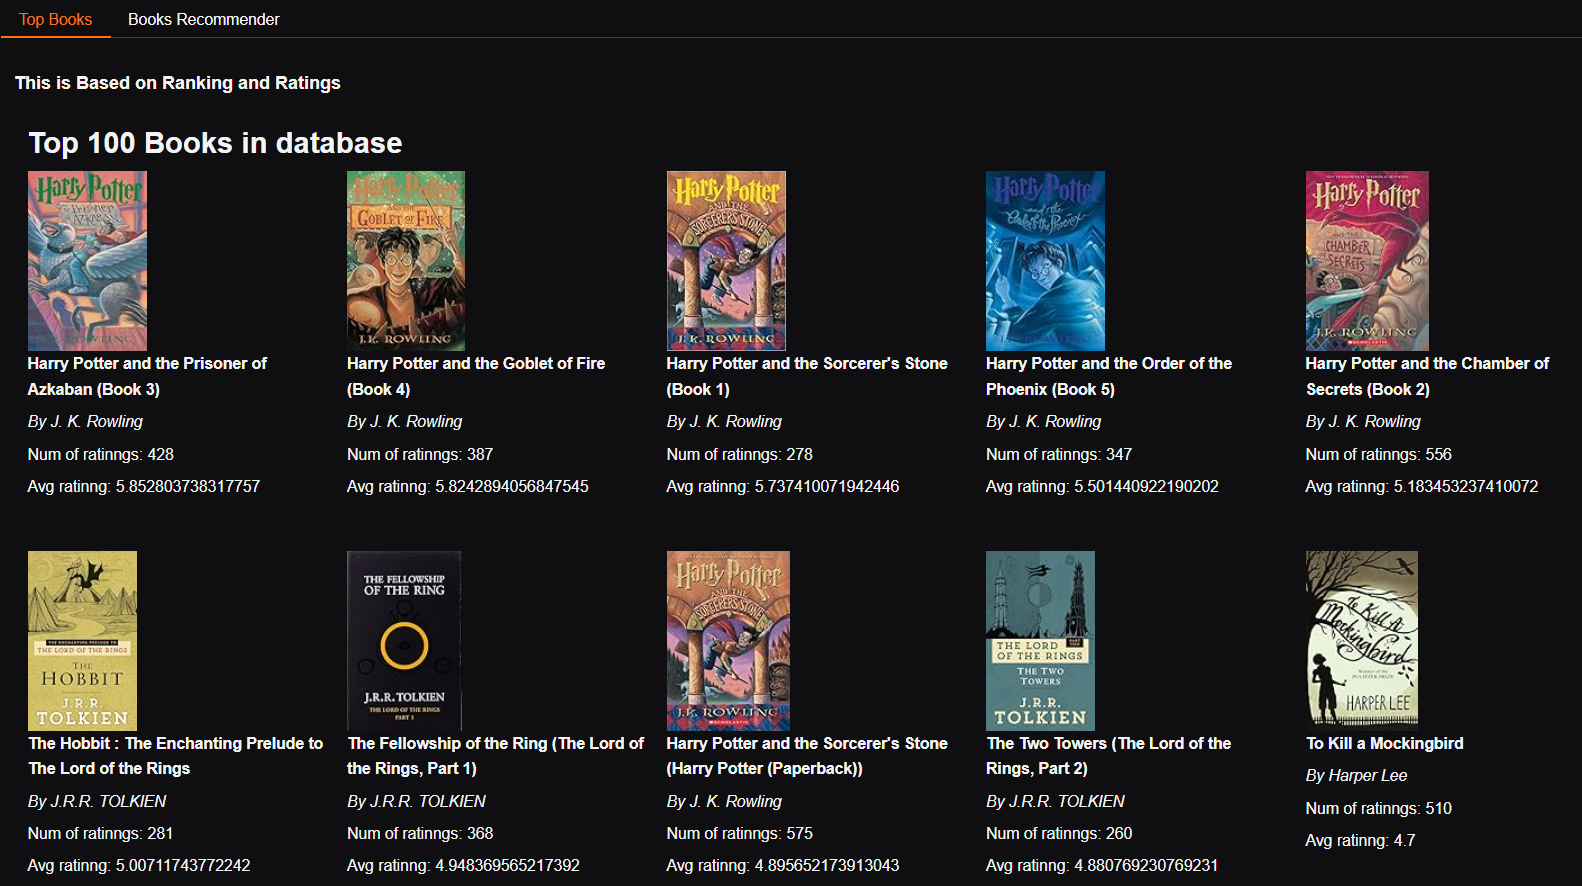 Top Books
Books Recommender
This is Based on Ranking and Ratings
Top 100 Books in database
Harry Potter
Prisoner
of AZKABAN
Harry Potter
AND THE
GOBLET OF FIRE
J.K. ROWLING
Harry Potter
AND THE
SORCERER'S STONE
J.K. ROWLING
Harry Potter
and the
Order of the Phoenix
Harry Potter
AND THE
CHAMBER
OF SECRETS
J.K. ROWLING
SCHOLASTIC
Harry Potter and the Prisoner of
Azkaban (Book 3)
By J. K. Rowling
Num of ratinngs: 428
Avg ratinng: 5.852803738317757
Harry Potter and the Goblet of Fire
(Book 4)
By J. K. Rowling
Num of ratinngs: 387
Avg ratinng: 5.8242894056847545
Harry Potter and the Sorcerer's Stone
(Book 1)
By J. K. Rowling
Num of ratinngs: 278
Avg ratinng: 5.737410071942446
Harry Potter and the Order of the
Phoenix (Book 5)
By J. K. Rowling
Num of ratinngs: 347
Avg ratinng: 5.501440922190202
Harry Potter and the Chamber of
Secrets (Book 2)
By J. K. Rowling
Num of ratinngs: 556
Avg ratinng: 5.183453237410072
THE ENCHANTING PRELUDE TO
THE LORD OF THE RINGS
THE
HOBBIT
J.R.R.
TOLKIEN
THE FELLOWSHIP
OF THE RING
J.R.R.TOLKIEN
THE LORD OF THE RINGS
PART 1
Harry Potter
AND THE
SORCERER'S STONE
J.K. ROWLING
SCHOLASTIC
THE LORD
OF THE RINGS
PART TWO
THE TWO
TOWERS
J.R.R.
TOLKIEN
To Kill A
Mockingbird
Winner of the
PULITZER PRIZE
HARPER LEE
The Hobbit : The Enchanting Prelude to
The Lord of the Rings
By J.R.R. TOLKIEN
Num of ratinngs: 281
Avg ratinng: 5.00711743772242
The Fellowship of the Ring (The Lord of
the Rings, Part 1)
By J.R.R. TOLKIEN
Num of ratinngs: 368
Avg ratinng: 4.948369565217392
Harry Potter and the Sorcerer's Stone
(Harry Potter (Paperback))
By J. K. Rowling
Num of ratinngs: 575
Avg ratinng: 4.895652173913043
The Two Towers (The Lord of the
Rings, Part 2)
By J.R.R. TOLKIEN
Num of ratinngs: 260
Avg ratinng: 4.880769230769231
To Kill a Mockingbird
By Harper Lee
Num of ratinngs: 510
Avg ratinng: 4.7